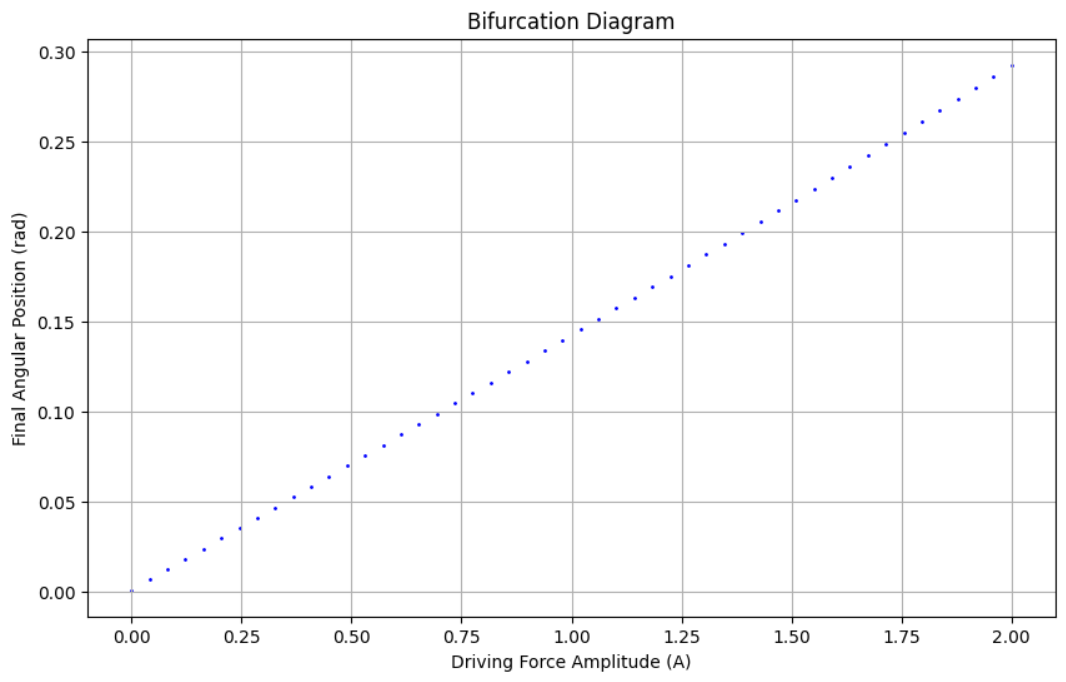 Bifurcation Diagram
0.30
0.25
0.20
0.15
0.10
0.05
0.00
Final Angular Position (rad)
0.00 0.25 0.50 0.75 1.00 1.25 1.50 1.75 2.00
Driving Force Amplitude (A)